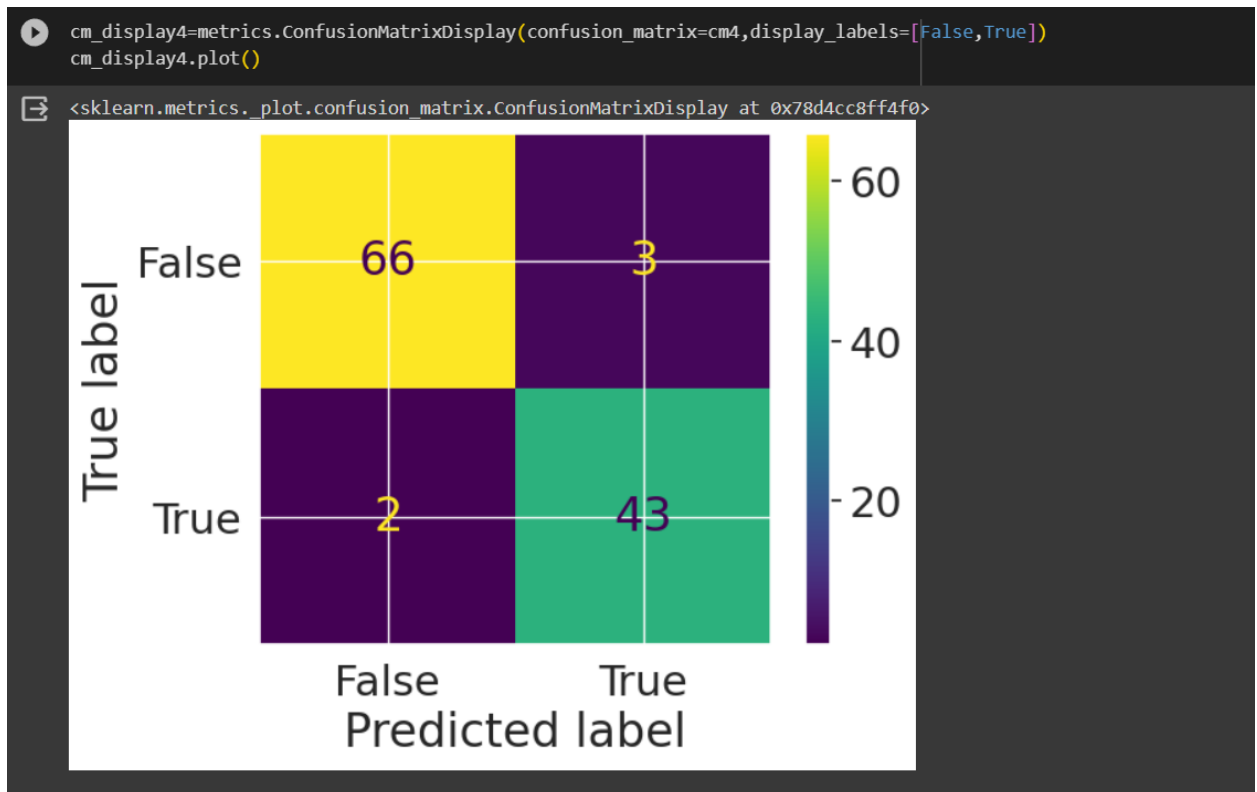 cm_display4=metrics.ConfusionMatrixDisplay(confusion_matrix=cm4,display_labels=[False,True])
cm_display4.plot()
<sklearn.metrics._plot.confusion_matrix.ConfusionMatrixDisplay at 0x78d4cc8ff4f0>
True label
False
66
3
True
2
43
60
40
20
False
True
Predicted label